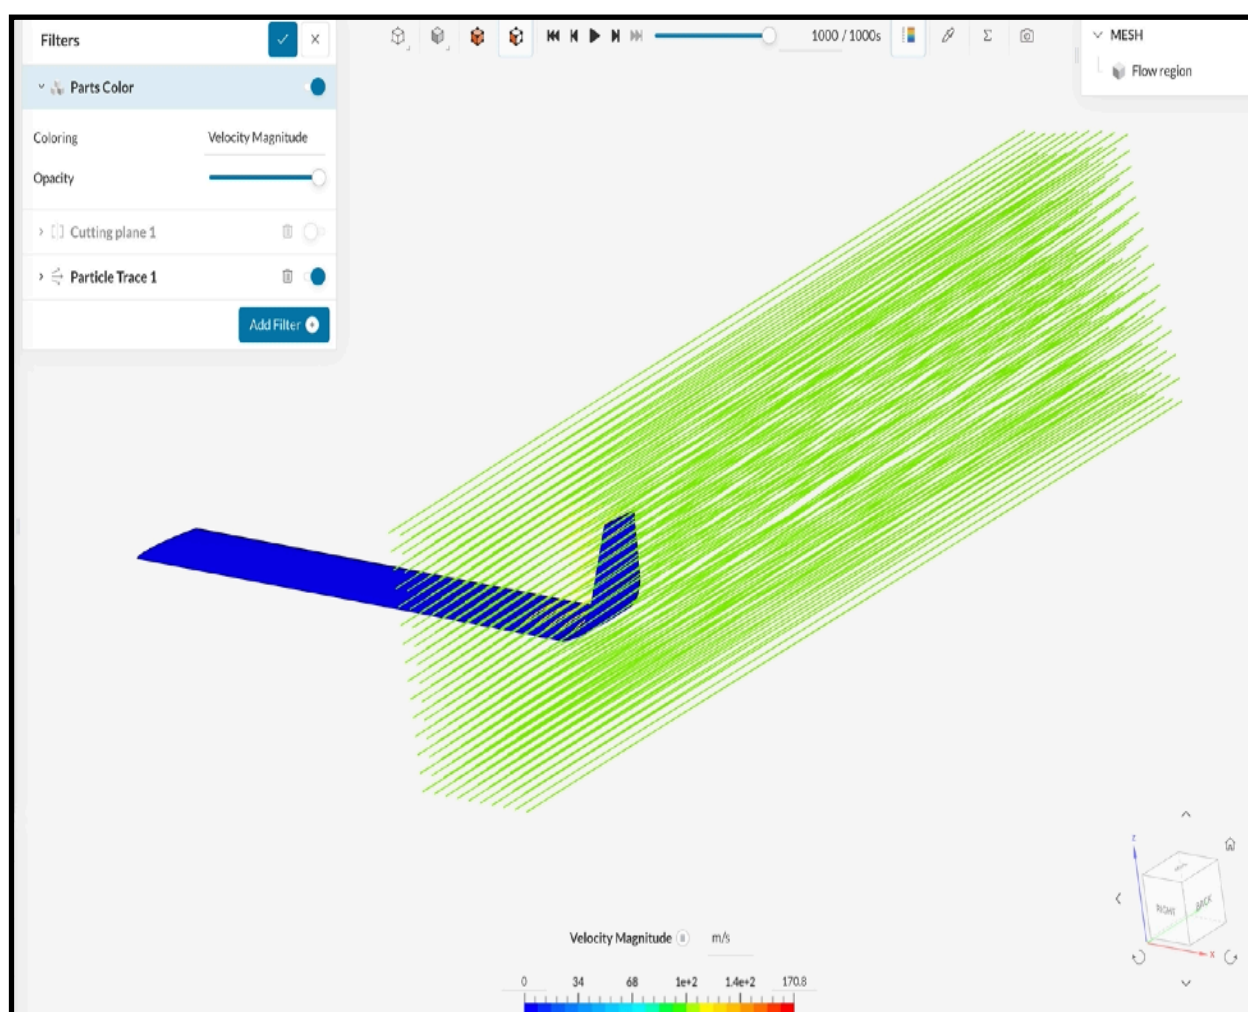 Filters
1000 / 1000s
MESH
Flow region
Parts Color
Coloring
Velocity Magnitude
Opacity
Cutting plane 1
Particle Trace 1
Add Filter
Z
RIGHT
BACK
X
Velocity Magnitude
m/s
0
34
68
1e+2
1.4e+2
170.8